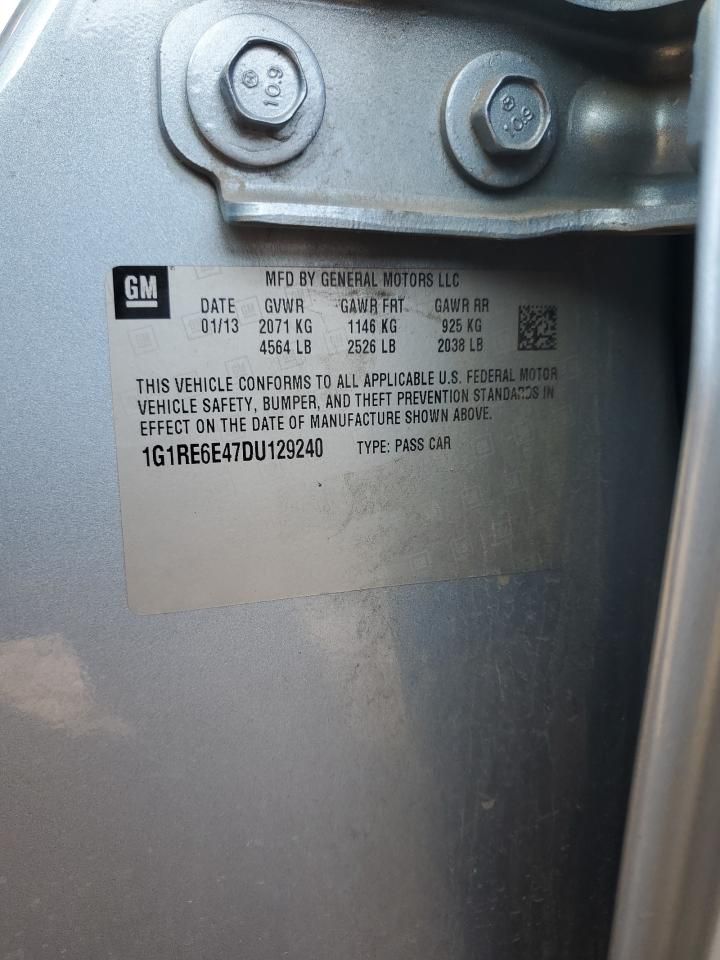 10.9
10.9
GM
MFD BY GENERAL MOTORS LLC
DATE GVWR GAWR FRT GAWR RR
01/13 2071 KG 1146 KG 925 KG
4564 LB 2526 LB 2038 LB
THIS VEHICLE CONFORMS TO ALL APPLICABLE U.S. FEDERAL MOTOR
VEHICLE SAFETY, BUMPER, AND THEFT PREVENTION STANDARDS IN
EFFECT ON THE DATE OF MANUFACTURE SHOWN ABOVE.
1G1RE6E47DU129240 TYPE: PASS CAR